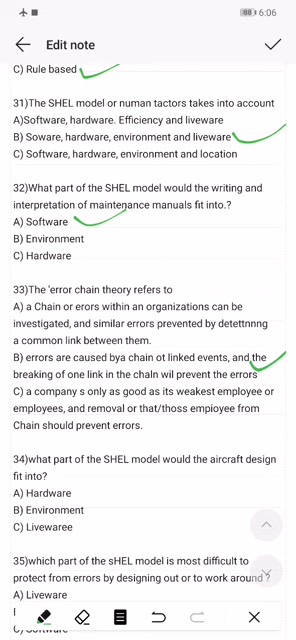 88 6:06
Edit note
C) Rule based
31)The SHEL model or numan tactors takes into account
A)Software, hardware. Efficiency and liveware
B) Soware, hardware, environment and liveware
C) Software, hardware, environment and location
32)What part of the SHEL model would the writing and
interpretation of maintenance manuals fit into.?
A) Software
B) Environment
C) Hardware
33)The 'error chain theory refers to
A) a Chain or erors within an organizations can be
investigated, and similar errors prevented by detettnnng
a common link between them.
B) errors are caused bya chain ot linked events, and the
breaking of one link in the chaln wil prevent the errors
C) a company s only as good as its weakest employee or
employees, and removal or that/thoss empioyee from
Chain should prevent errors.
34)what part of the SHEL model would the aircraft design
fit into?
A) Hardware
B) Environment
C) Livewaree
35)which part of the sHEL model is most difficult to
protect from errors by designing out or to work around ?
A) Liveware